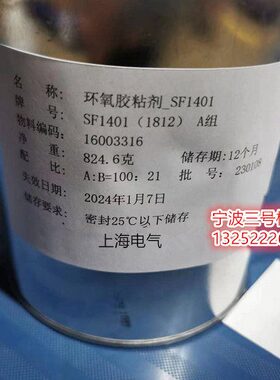 名 称: 环氧胶粘剂_SF1401
牌 号: SF1401(1812) A组
物料编码: 16003316
净 重: 824.6克 储存期: 12个月
配 比: A:B=100: 21 批 号: 230108
失效日期: 2024年1月7日
储存要求: 密封25℃以下储存
上海电气
宁波三号
1325222